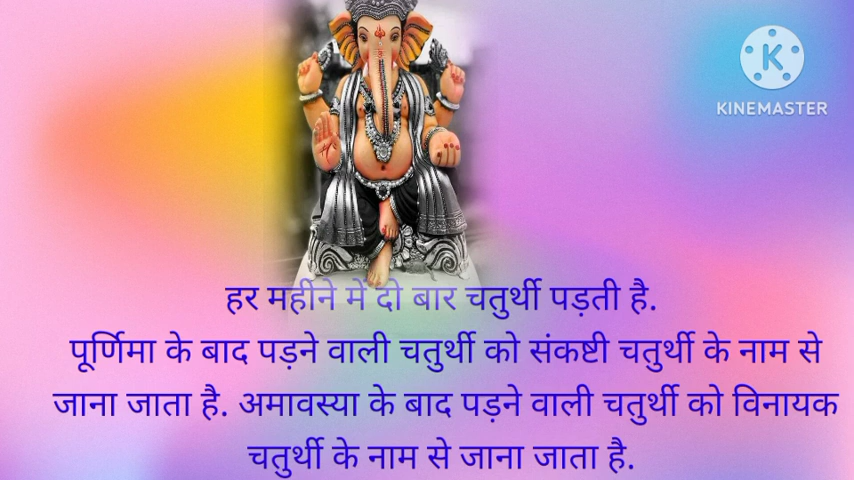 KINEMASTER
हर महीने में दो बार चतुर्थी पड़ती है.
पूर्णिमा के बाद पड़ने वाली चतुर्थी को संकष्टी चतुर्थी के नाम से
जाना जाता है. अमावस्या के बाद पड़ने वाली चतुर्थी को विनायक
चतुर्थी के नाम से जाना जाता है.